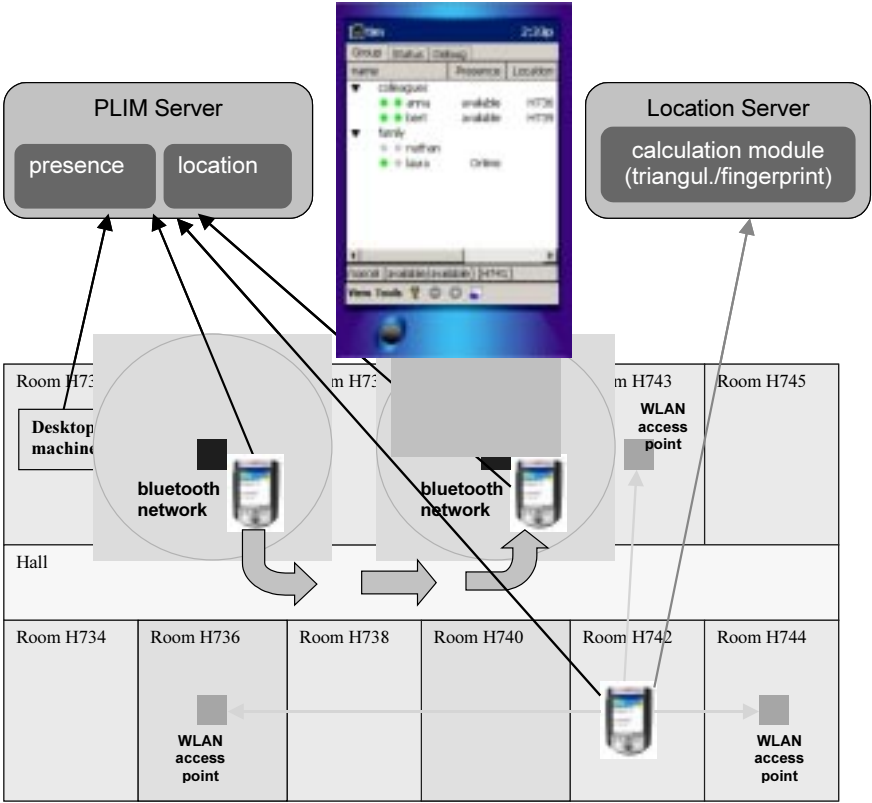 2:33p
Group Status Debug
name Presence Location
colleagues
anna available H736
bert available H739
family
nathan
laura Online
View Tools
PLIM Server
presence location
Location Server
calculation module
(triangul./fingerprint)
Room H743
Room H745
Desktop
machine
WLAN
access
point
bluetooth
network
bluetooth
network
Hall
Room H734
Room H736
Room H738
Room H740
Room H742
Room H744
WLAN
access
point
WLAN
access
point